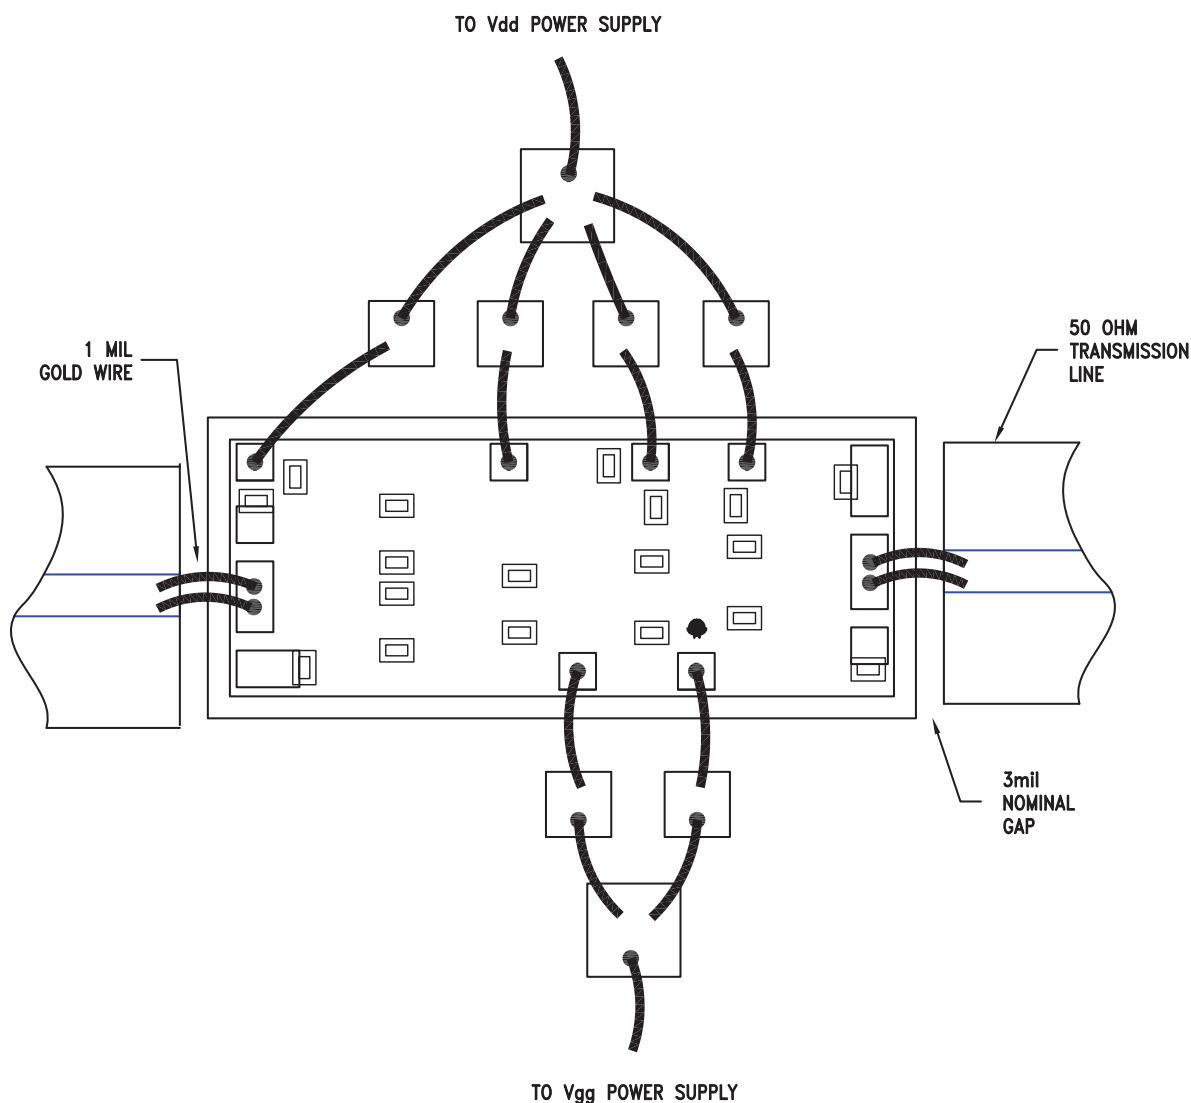 TO Vdd POWER SUPPLY
1 MIL
GOLD WIRE
50 OHM
TRANSMISSION
LINE
3mil
NOMINAL
GAP
TO Vgg POWER SUPPLY